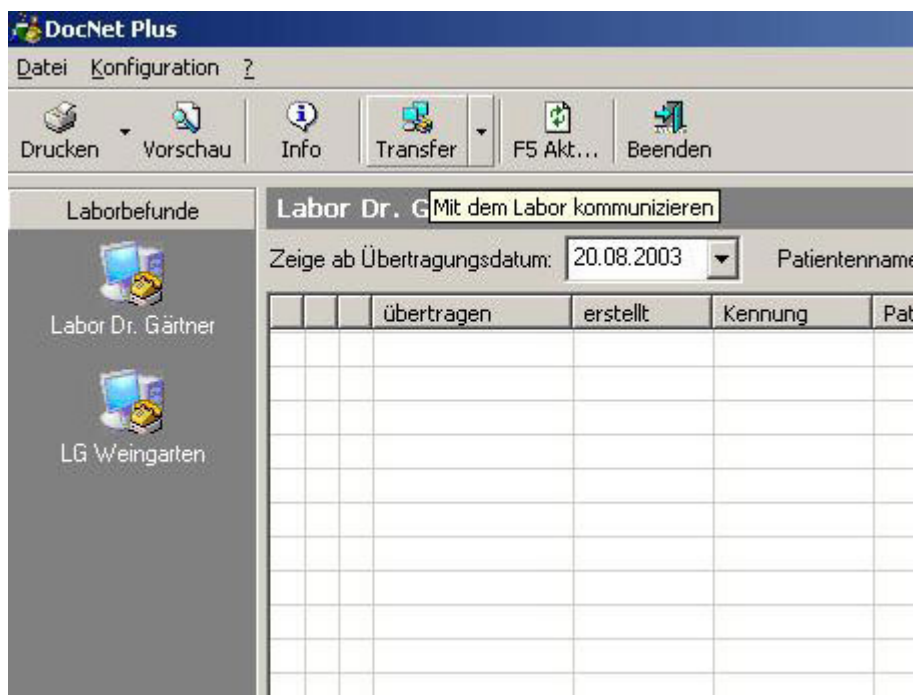 DocNet Plus
Datei Konfiguration ?
Drucken Vorschau Info Transfer F5 Akt... Beenden
Laborbefunde
Labor Dr. G
Mit dem Labor kommunizieren
Zeige ab Übertragungsdatum: 20.08.2003 Patientenname
übertragen erstellt Kennung Pat
Labor Dr. Gärtner
LG Weingarten